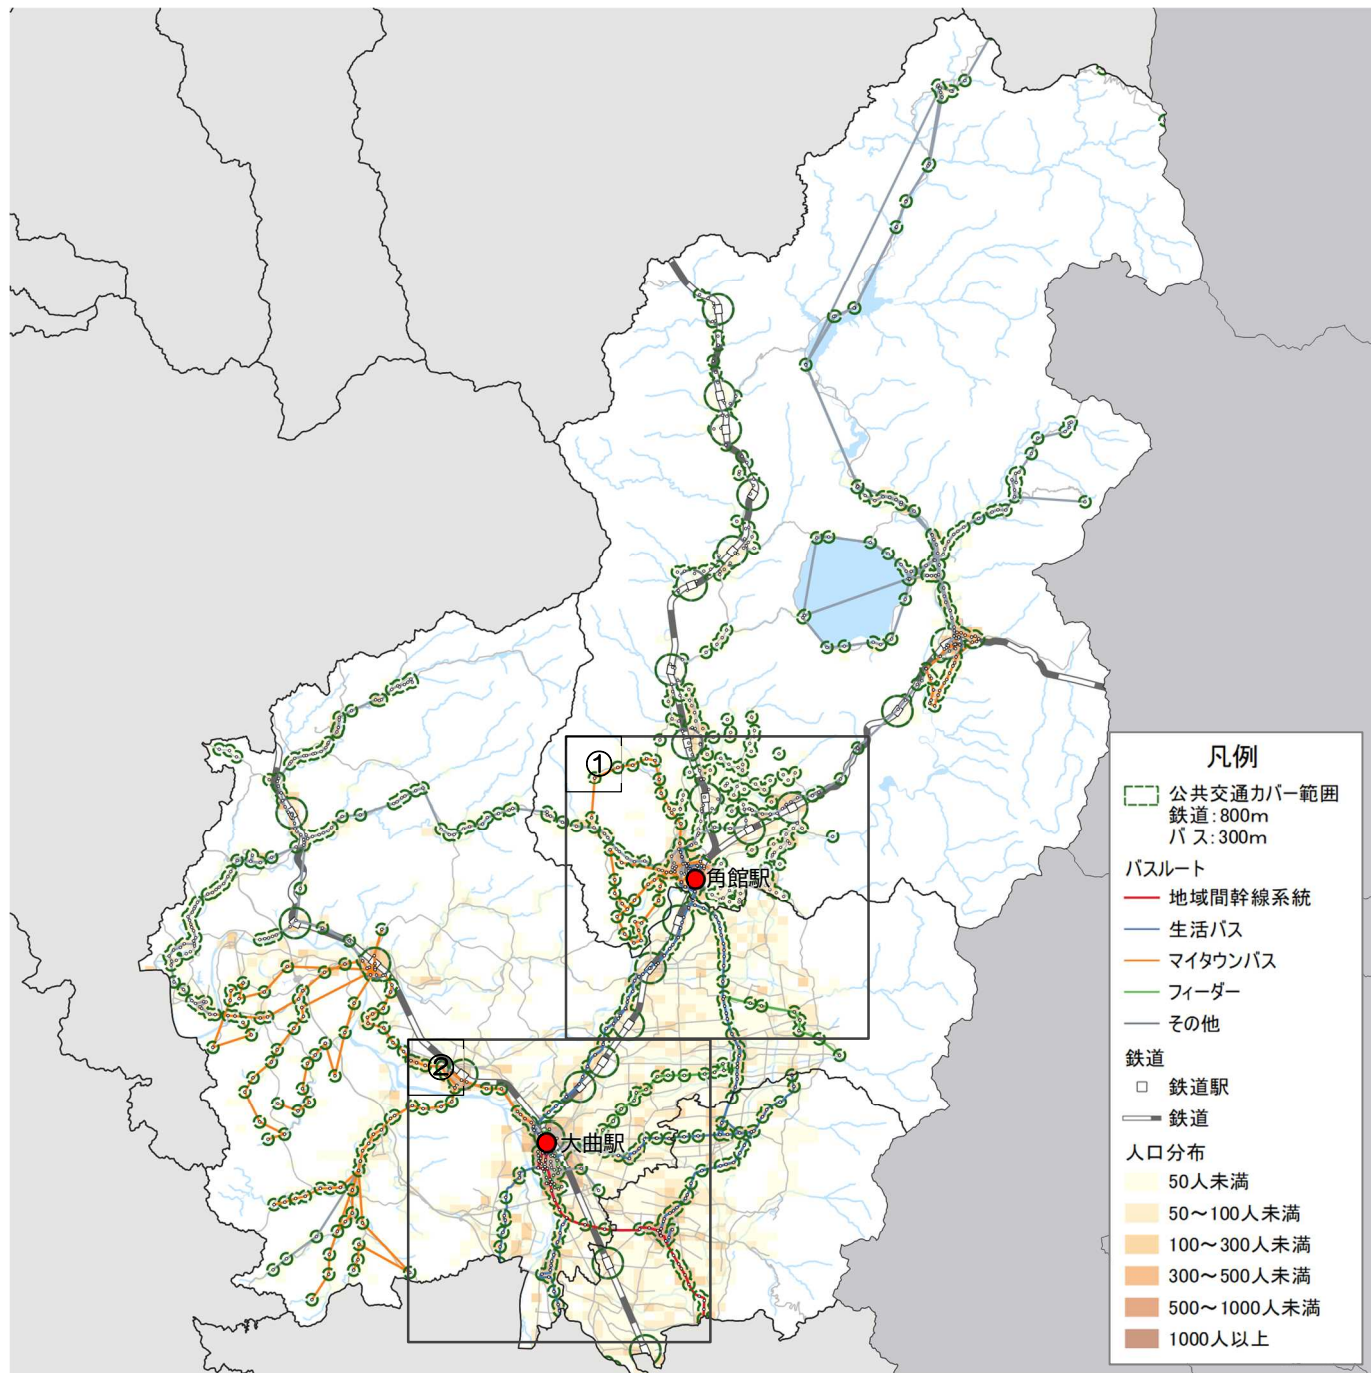 ①
角館駅
②
大曲駅
凡例
公共交通カバー範囲
鉄道:800m
バス:300m
バスルート
地域間幹線系統
生活バス
マイタウンバス
フィーダー
その他
鉄道
鉄道駅
鉄道
人口分布
50人未満
50～100人未満
100～300人未満
300～500人未満
500～1000人未満
1000人以上